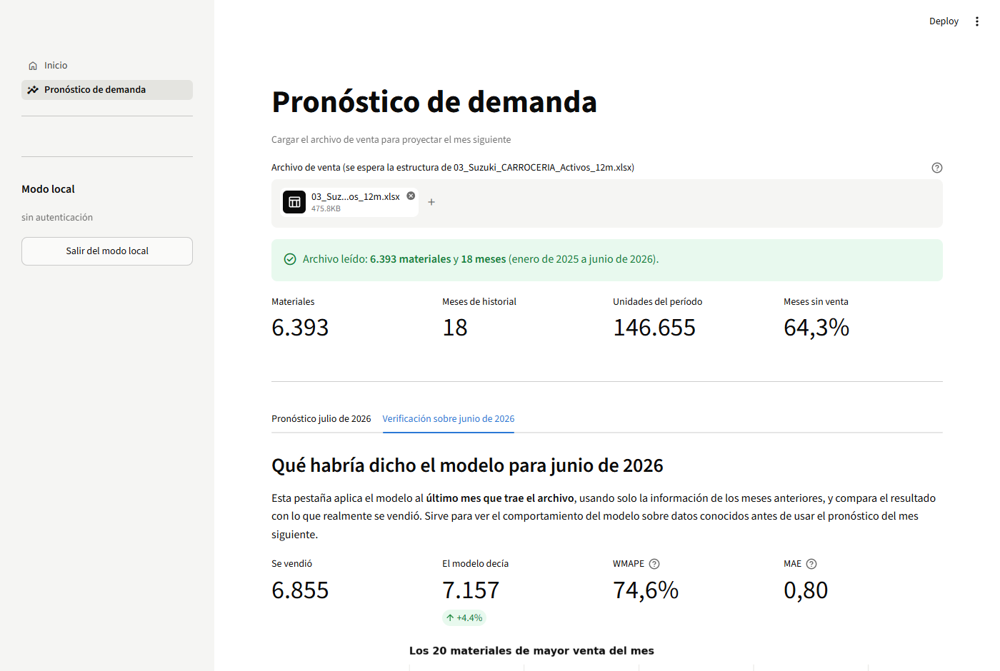 Deploy
Inicio
Pronóstico de demanda
Modo local
sin autenticación
Salir del modo local
Pronóstico de demanda
Cargar el archivo de venta para proyectar el mes siguiente
Archivo de venta (se espera la estructura de 03_Suzuki_CARROCERIA_Activos_12m.xlsx)
03_Suz...os_12m.xlsx
475.8KB
Archivo leído: 6.393 materiales y 18 meses (enero de 2025 a junio de 2026).
Materiales
6.393
Meses de historial
18
Unidades del período
146.655
Meses sin venta
64,3%
Pronóstico julio de 2026
Verificación sobre junio de 2026
Qué habría dicho el modelo para junio de 2026
Esta pestaña aplica el modelo al último mes que trae el archivo, usando solo la información de los meses anteriores, y compara el resultado
con lo que realmente se vendió. Sirve para ver el comportamiento del modelo sobre datos conocidos antes de usar el pronóstico del mes
siguiente.
Se vendió
6.855
El modelo decía
7.157
+4.4%
WMAPE
74,6%
MAE
0,80
Los 20 materiales de mayor venta del mes